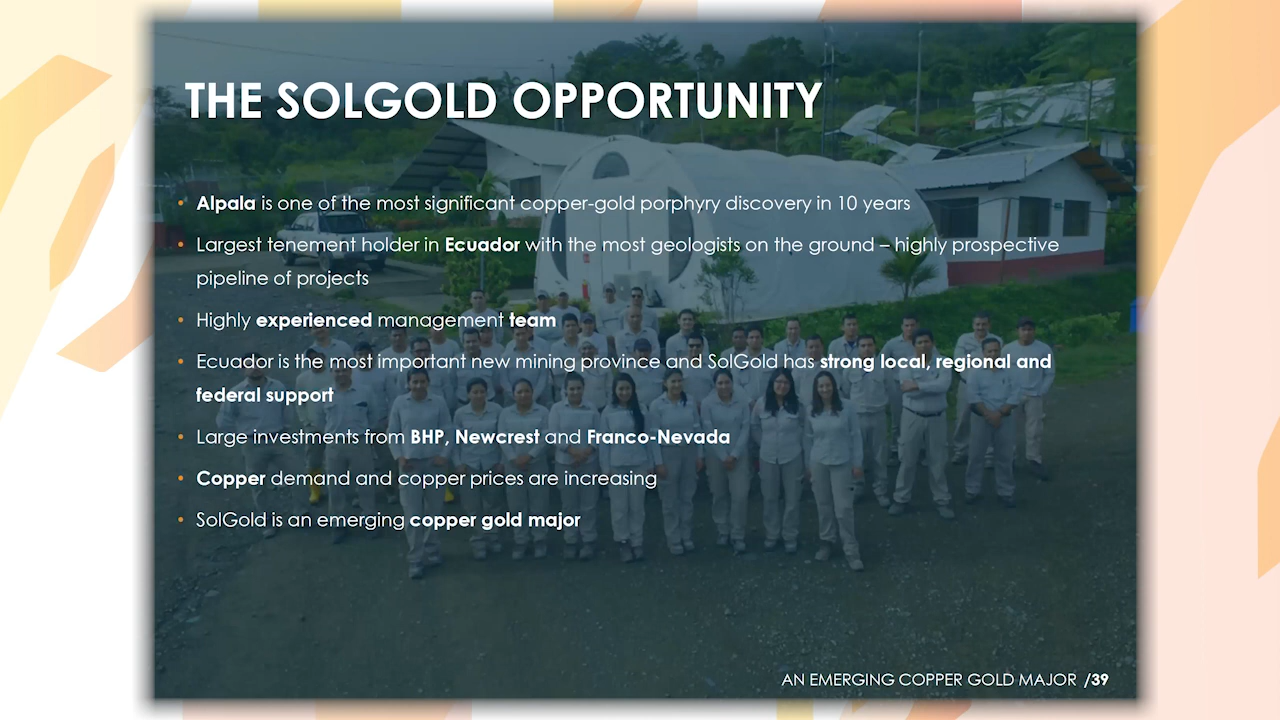 THE SOLGOLD OPPORTUNITY
• Alpala is one of the most significant copper-gold porphyry discovery in 10 years
• Largest tenement holder in Ecuador with the most geologists on the ground – highly prospective
pipeline of projects
• Highly experienced management team
• Ecuador is the most important new mining province and SolGold has strong local, regional and
federal support
• Large investments from BHP, Newcrest and Franco-Nevada
• Copper demand and copper prices are increasing
• SolGold is an emerging copper gold major
AN EMERGING COPPER GOLD MAJOR /39